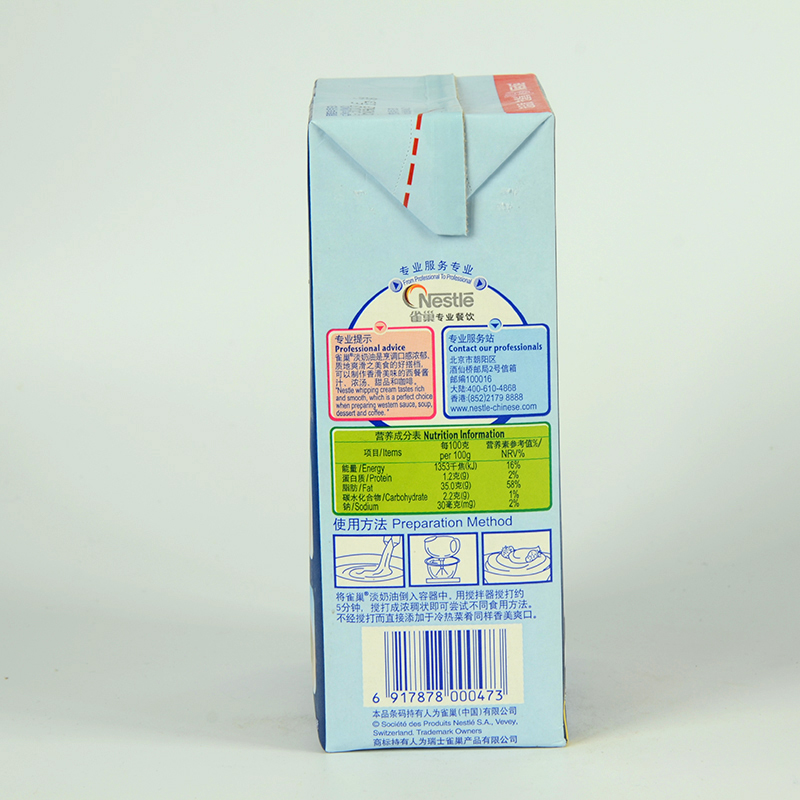 专业服务专业
From Professional To Professional
Nestlé
雀巢专业餐饮
专业提示
Professional advice
雀巢®淡奶油是烹调口感浓郁、
质地爽滑之美食的好搭档,
可以制作香滑美味的西餐酱
汁、浓汤、甜品和咖啡。
"Nestle whipping cream tastes rich
and smooth, which is a perfect choice
when preparing western sauce, soup,
dessert and coffee. "
专业服务站
Contact our professionals
北京市朝阳区
酒仙桥邮局2号信箱
邮编100016
大陆:400-610-4868
香港:(852)2179 8888
www.nestle-chinese.com
营养成分表 Nutrition Information
项目/Items 每100克 per 100g 营养素参考值%/ NRV%
能量/Energy 1353千焦(kJ) 16%
蛋白质/Protein 1.2克(g) 2%
脂肪/Fat 35.0克(g) 58%
碳水化合物/Carbohydrate 2.2克(g) 1%
钠/Sodium 30毫克(mg) 2%
使用方法 Preparation Method
将雀巢®淡奶油倒入容器中，用搅拌器搅打约
5分钟，搅打成浓稠状即可尝试不同食用方法。
不经搅打而直接添加于冷热菜肴同样香美爽口。
6 917878 000473
本品条码持有人为雀巢(中国)有限公司
© Société des Produits Nestlé S.A., Vevey,
Switzerland. Trademark Owners
商标持有人为瑞士雀巢产品有限公司